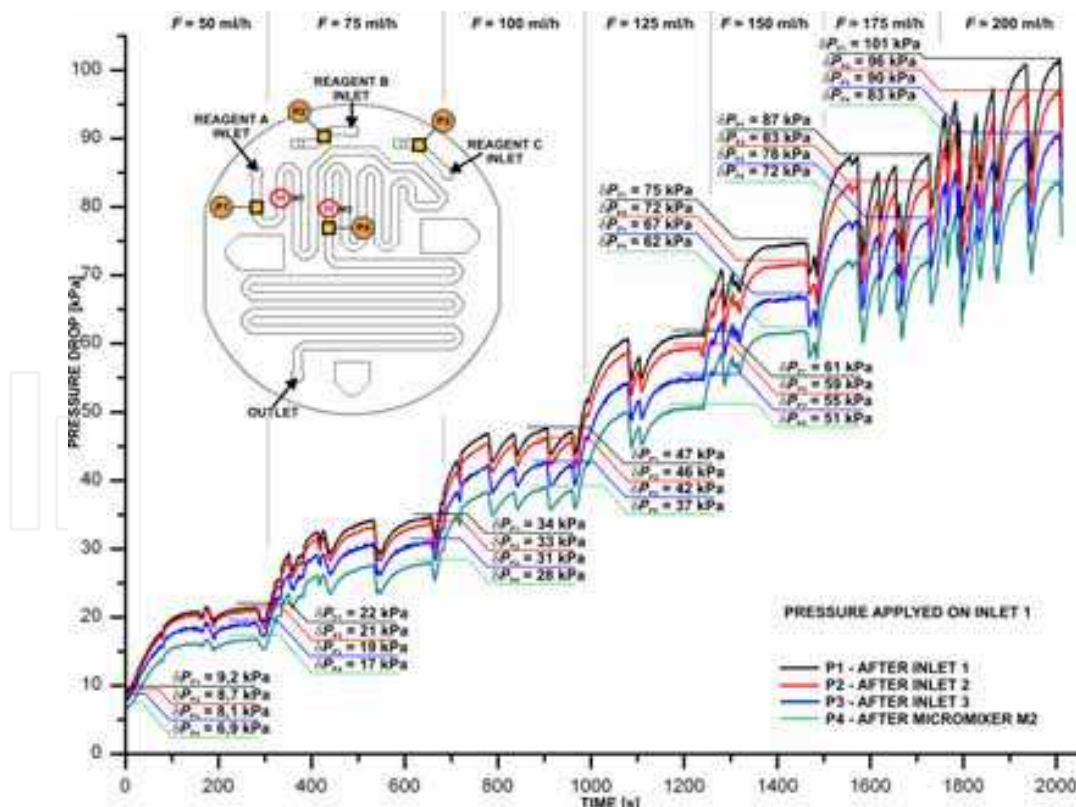 F = 50 ml/h
F = 75 ml/h
F = 100 ml/h
F = 125 ml/h
F = 150 ml/h
F = 175 ml/h
F = 200 ml/h
REAGENT B
INLET
REAGENT A
INLET
REAGENT C
INLET
P1
P4
OUTLET
PRESSURE DROP [kPa]
100
90
80
70
60
50
40
30
20
10
0
δP = 101 kPa
δP = 96 kPa
δP = 90 kPa
δP = 83 kPa
δP = 87 kPa
δP = 83 kPa
δP = 78 kPa
δP = 72 kPa
δP = 75 kPa
δP = 72 kPa
δP = 67 kPa
δP = 62 kPa
δP = 61 kPa
δP = 59 kPa
δP = 55 kPa
δP = 51 kPa
δP = 47 kPa
δP = 46 kPa
δP = 42 kPa
δP = 37 kPa
δP = 34 kPa
δP = 33 kPa
δP = 31 kPa
δP = 28 kPa
δP = 22 kPa
δP = 21 kPa
δP = 19 kPa
δP = 17 kPa
δP = 9,2 kPa
δP = 8,7 kPa
δP = 8,1 kPa
δP = 6,9 kPa
PRESSURE APPLYED ON INLET 1
P1 - AFTER INLET 1
P2 - AFTER INLET 2
P3 - AFTER INLET 3
P4 - AFTER MICROMIXER M2
0 200 400 600 800 1000 1200 1400 1600 1800 2000
TIME [s]